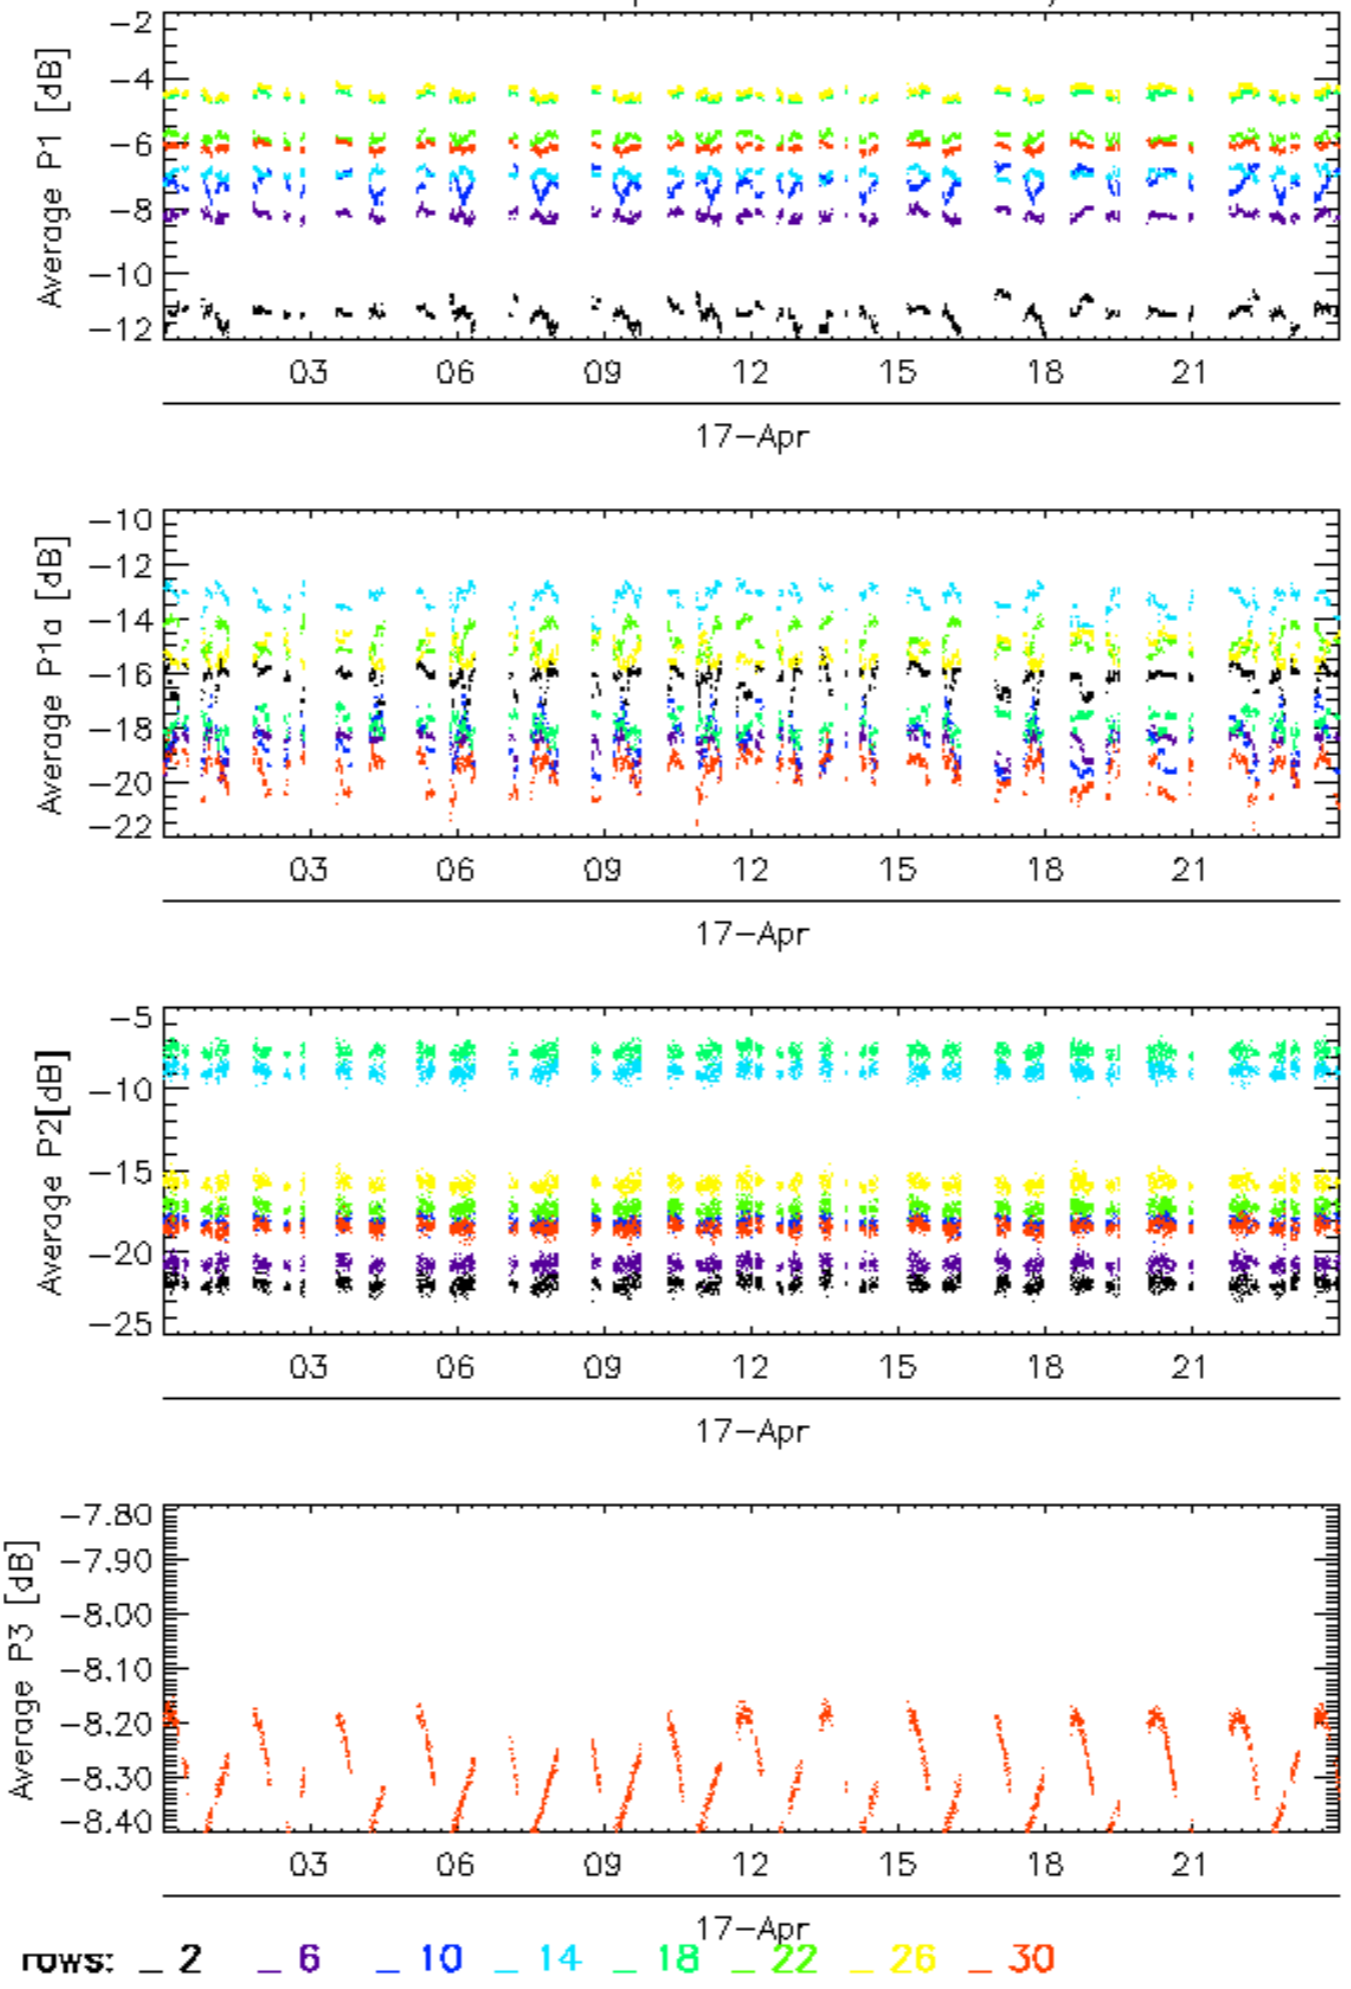 −2
−4
−6
−8
−10
−12
Average P1 [dB]
03 06 09 12 15 18 21
17−Apr
−10
−12
−14
−16
−18
−20
−22
Average P1a [dB]
03 06 09 12 15 18 21
17−Apr
−5
−10
−15
−20
−25
Average P2[dB]
03 06 09 12 15 18 21
17−Apr
−7.80
−7.90
−8.00
−8.10
−8.20
−8.30
−8.40
Average P3 [dB]
03 06 09 12 15 18 21
17−Apr
rows: _ 2 _ 6 _ 10 _ 14 _ 18 _ 22 _ 26 _ 30